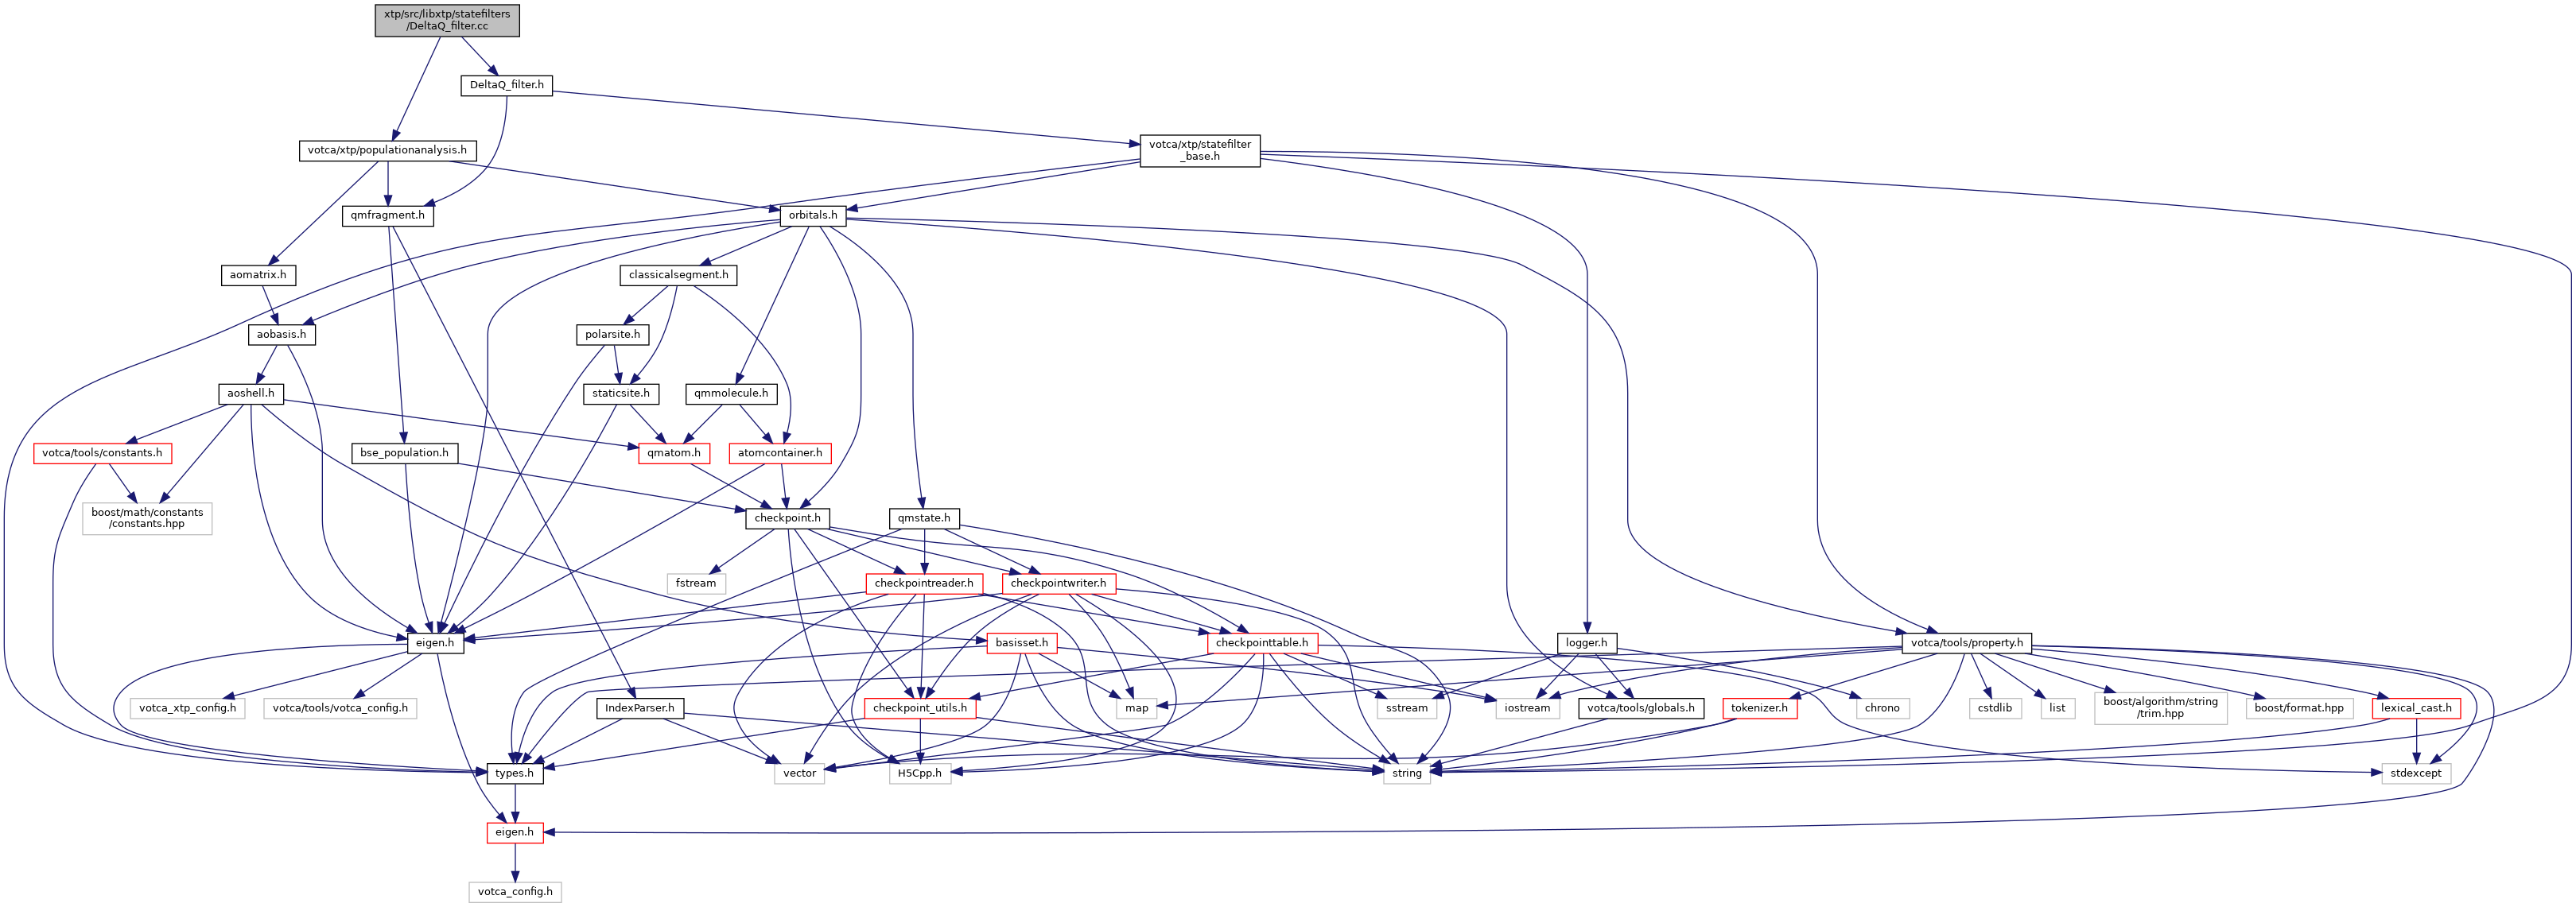 xtp/src/libxtp/statefilters
/DeltaQ_filter.cc
DeltaQ_filter.h
votca/xtp/populationanalysis.h
votca/xtp/statefilter
_base.h
qmfragment.h
orbitals.h
aomatrix.h
classicalsegment.h
aobasis.h
polarsite.h
aoshell.h
staticsite.h
qmmolecule.h
votca/tools/constants.h
bse_population.h
qmatom.h
atomcontainer.h
boost/math/constants
/constants.hpp
checkpoint.h
qmstate.h
fstream
checkpointreader.h
checkpointwriter.h
eigen.h
basisset.h
checkpointtable.h
logger.h
votca/tools/property.h
votca_xtp_config.h
votca/tools/votca_config.h
IndexParser.h
checkpoint_utils.h
map
sstream
iostream
votca/tools/globals.h
tokenizer.h
chrono
cstdlib
list
boost/algorithm/string
/trim.hpp
boost/format.hpp
lexical_cast.h
types.h
vector
H5Cpp.h
string
stdexcept
eigen.h
votca_config.h